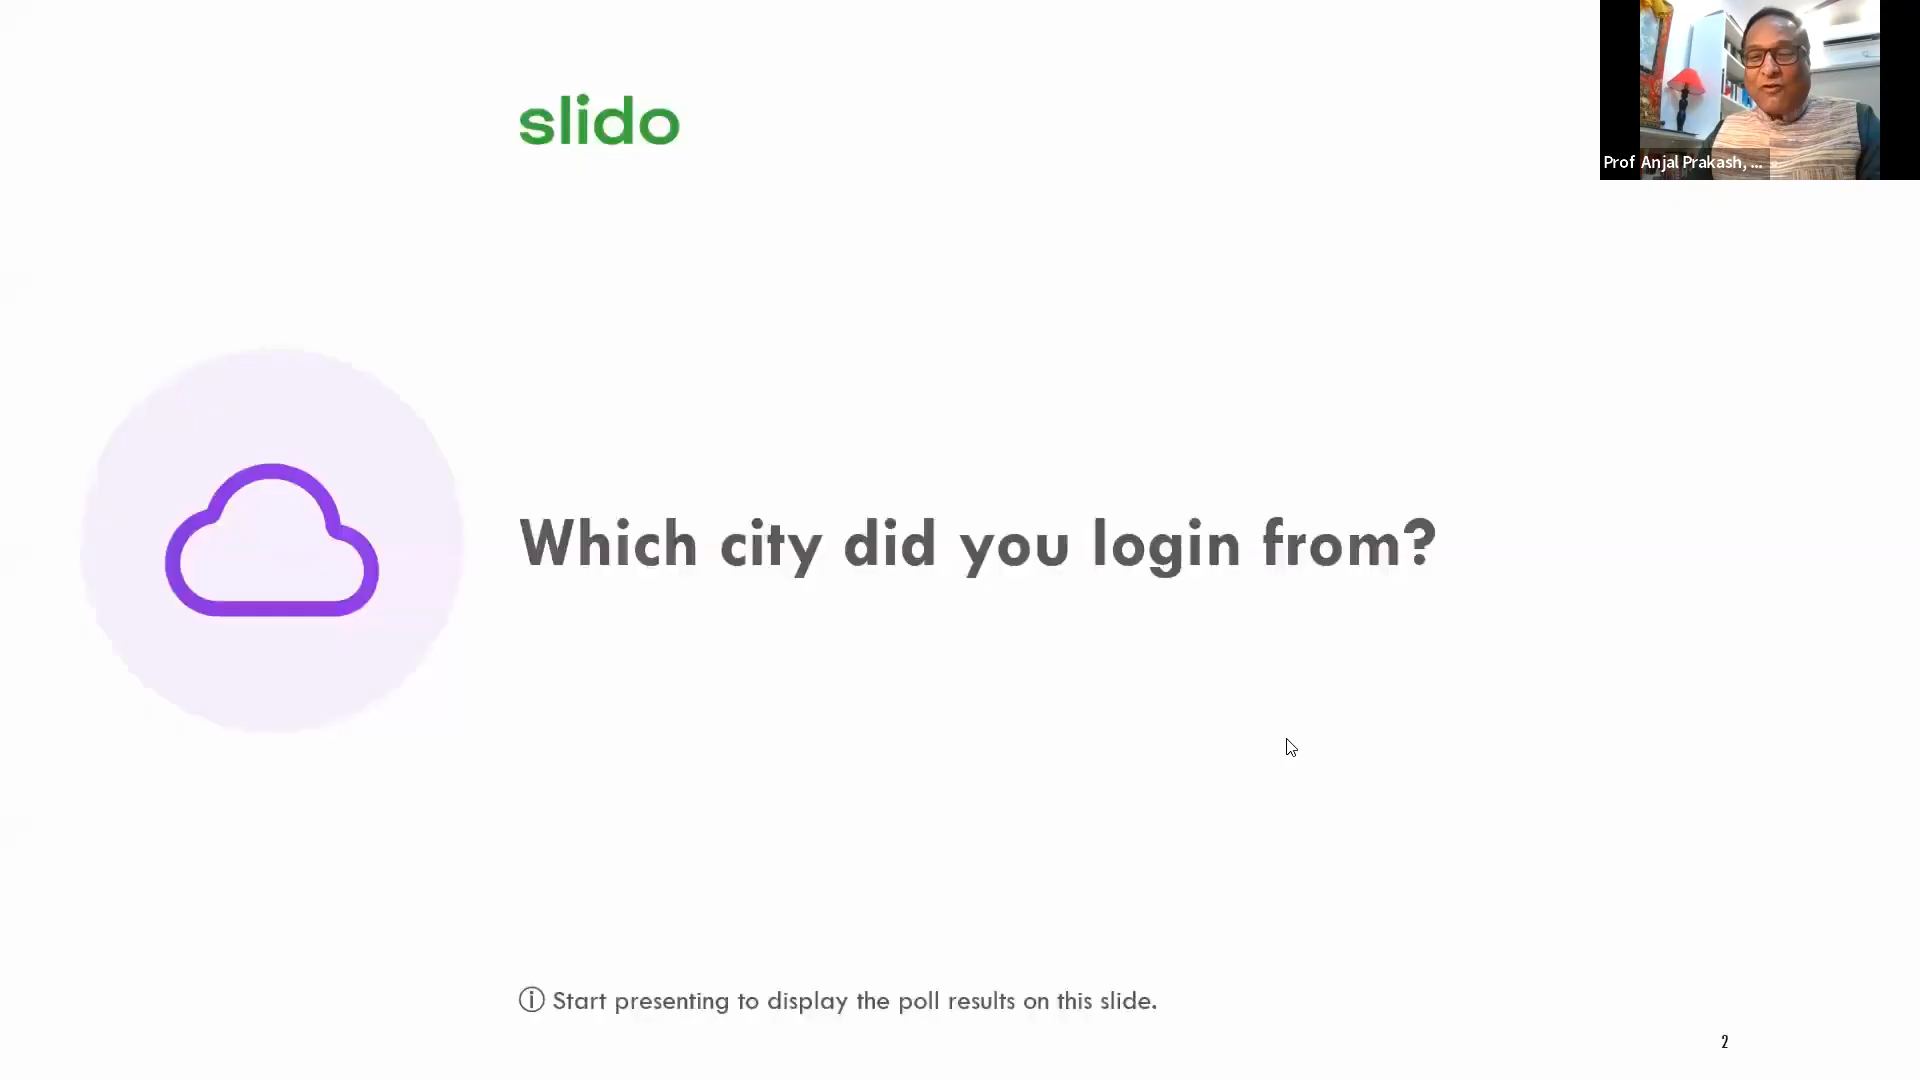 slido
Prof Anjal Prakash, ...
Which city did you login from?
ⓘ Start presenting to display the poll results on this slide.
2